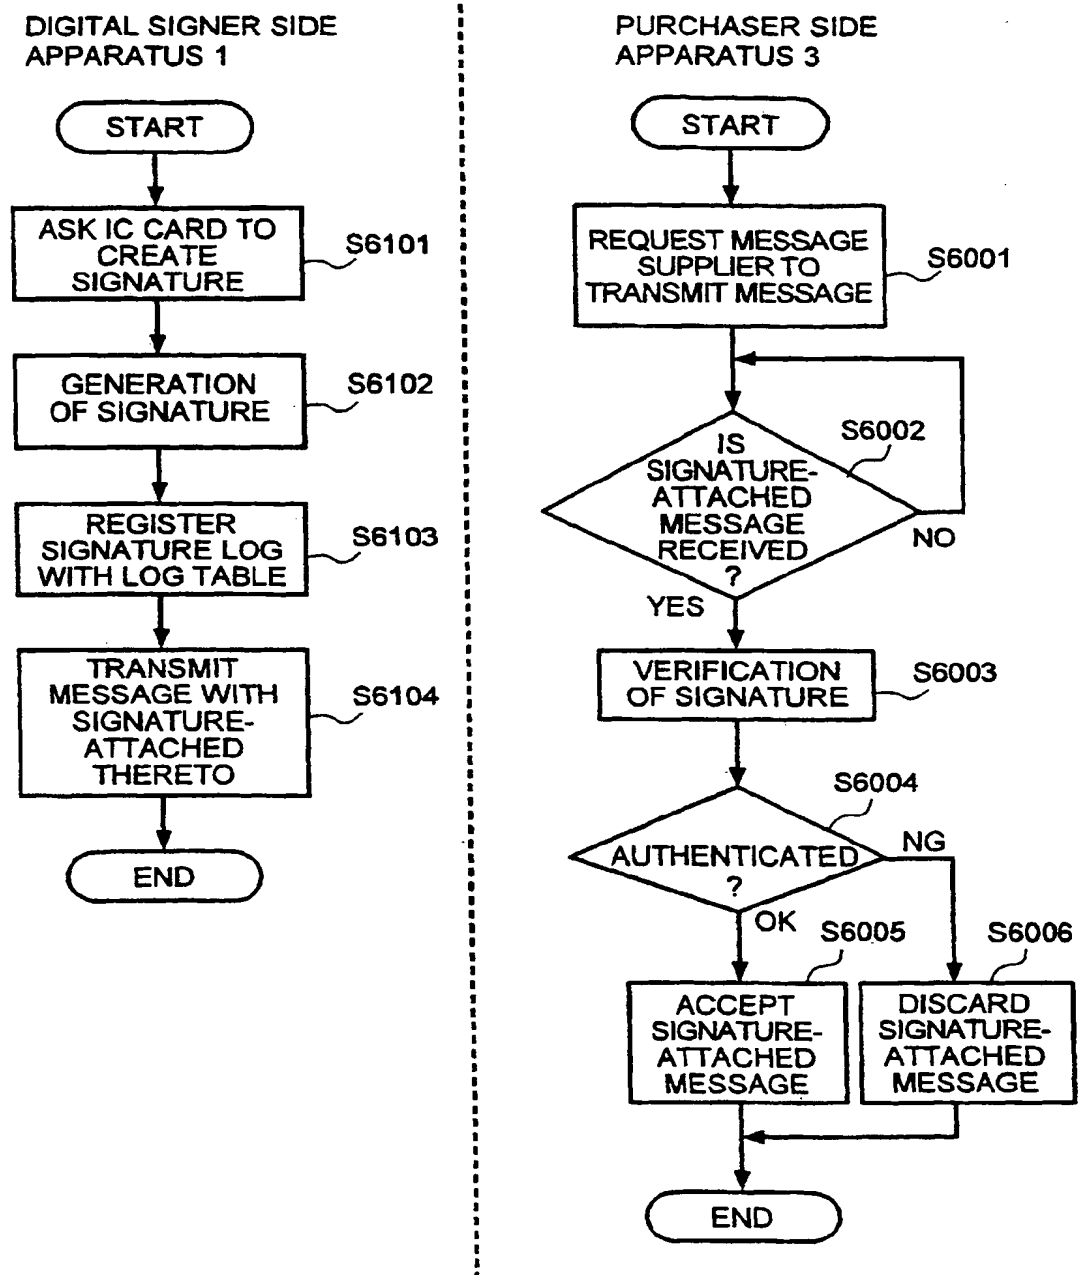 DIGITAL SIGNER SIDE
APPARATUS 1
START
ASK IC CARD TO
CREATE
SIGNATURE
S6101
GENERATION
OF SIGNATURE
S6102
REGISTER
SIGNATURE LOG
WITH LOG TABLE
S6103
TRANSMIT
MESSAGE WITH
SIGNATURE-
ATTACHED
THERETO
S6104
END
PURCHASER SIDE
APPARATUS 3
START
REQUEST MESSAGE
SUPPLIER TO
TRANSMIT MESSAGE
S6001
IS
SIGNATURE-
ATTACHED
MESSAGE
RECEIVED
?
S6002
NO
YES
VERIFICATION
OF SIGNATURE
S6003
AUTHENTICATED
?
S6004
NG
OK
ACCEPT
SIGNATURE-
ATTACHED
MESSAGE
S6005
DISCARD
SIGNATURE-
ATTACHED
MESSAGE
S6006
END